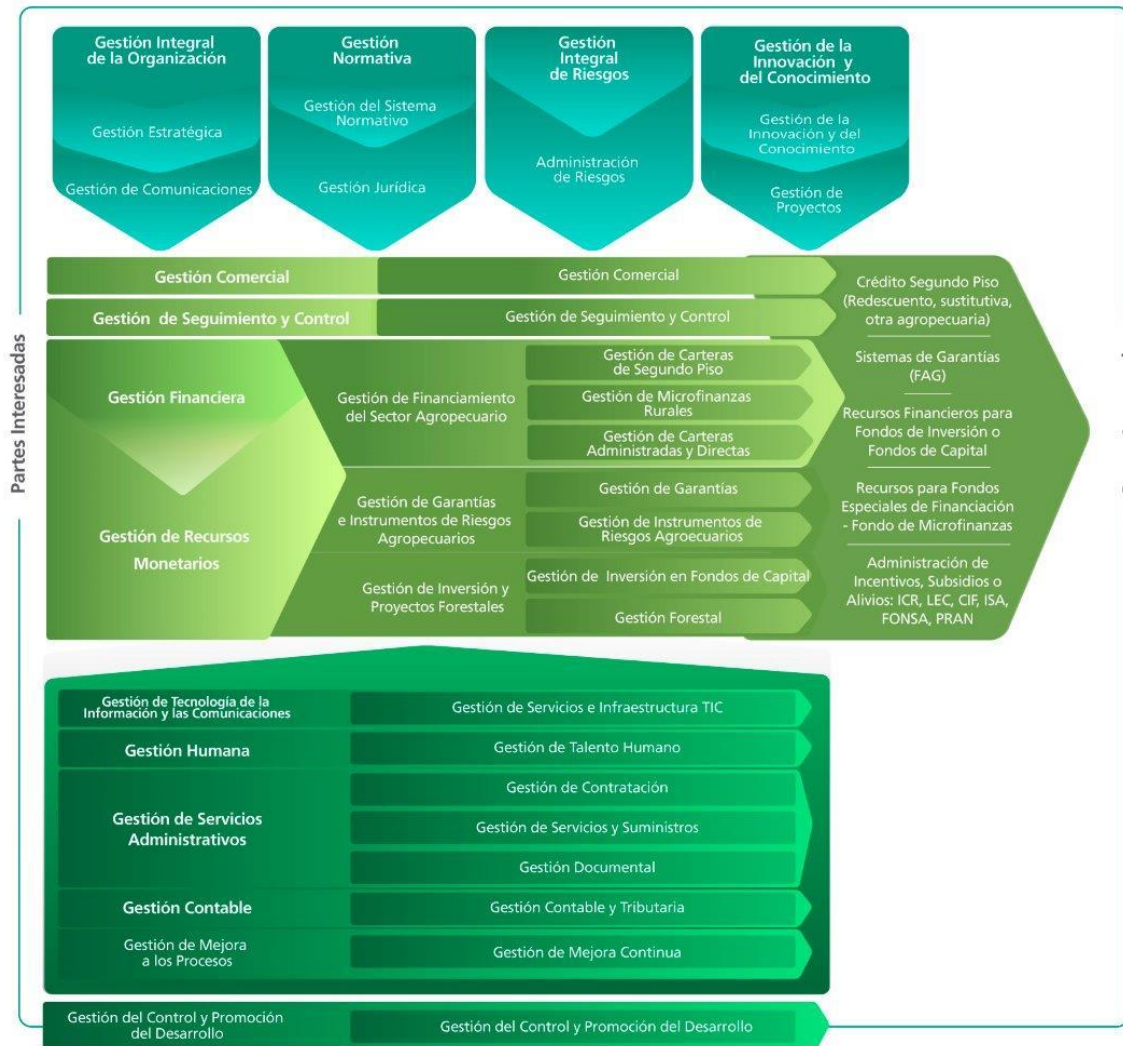 Gestión Integral
de la Organización
Gestión Estratégica
Gestión de Comunicaciones
Gestión
Normativa
Gestión del Sistema
Normativo
Gestión Jurídica
Gestión
Integral
de Riesgos
Administración
de Riesgos
Gestión de la
Innovación y
del Conocimiento
Gestión de la
Innovación y del
Conocimiento
Gestión de
Proyectos
Partes Interesadas
Gestión Comercial
Gestión Comercial
Gestión de Seguimiento y Control
Gestión de Seguimiento y Control
Gestión Financiera
Gestión de Recursos
Monetarios
Gestión de Financiamiento
del Sector Agropecuario
Gestión de Carteras
de Segundo Piso
Gestión de Microfinanzas
Rurales
Gestión de Carteras
Administradas y Directas
Gestión de Garantías
e Instrumentos de Riesgos
Agropecuarios
Gestión de Garantías
Gestión de Instrumentos de
Riesgos Agroecuarios
Gestión de Inversión y
Proyectos Forestales
Gestión de Inversión en Fondos de Capital
Gestión Forestal
Crédito Segundo Piso
(Redescuento, sustitutiva,
otra agropecuaria)
Sistemas de Garantías
(FAG)
Recursos Financieros para
Fondos de Inversión o
Fondos de Capital
Recursos para Fondos
Especiales de Financiación
- Fondo de Microfinanzas
Administración de
Incentivos, Subsidios o
Alivios: ICR, LEC, CIF, ISA,
FONSA, PRAN
Gestión de Tecnología de la
Información y las Comunicaciones
Gestión de Servicios e Infraestructura TIC
Gestión Humana
Gestión de Talento Humano
Gestión de Servicios
Administrativos
Gestión de Contratación
Gestión de Servicios y Suministros
Gestión Documental
Gestión Contable
Gestión Contable y Tributaria
Gestión de Mejora
a los Procesos
Gestión de Mejora Continua
Gestión del Control y Promoción
del Desarrollo
Gestión del Control y Promoción del Desarrollo